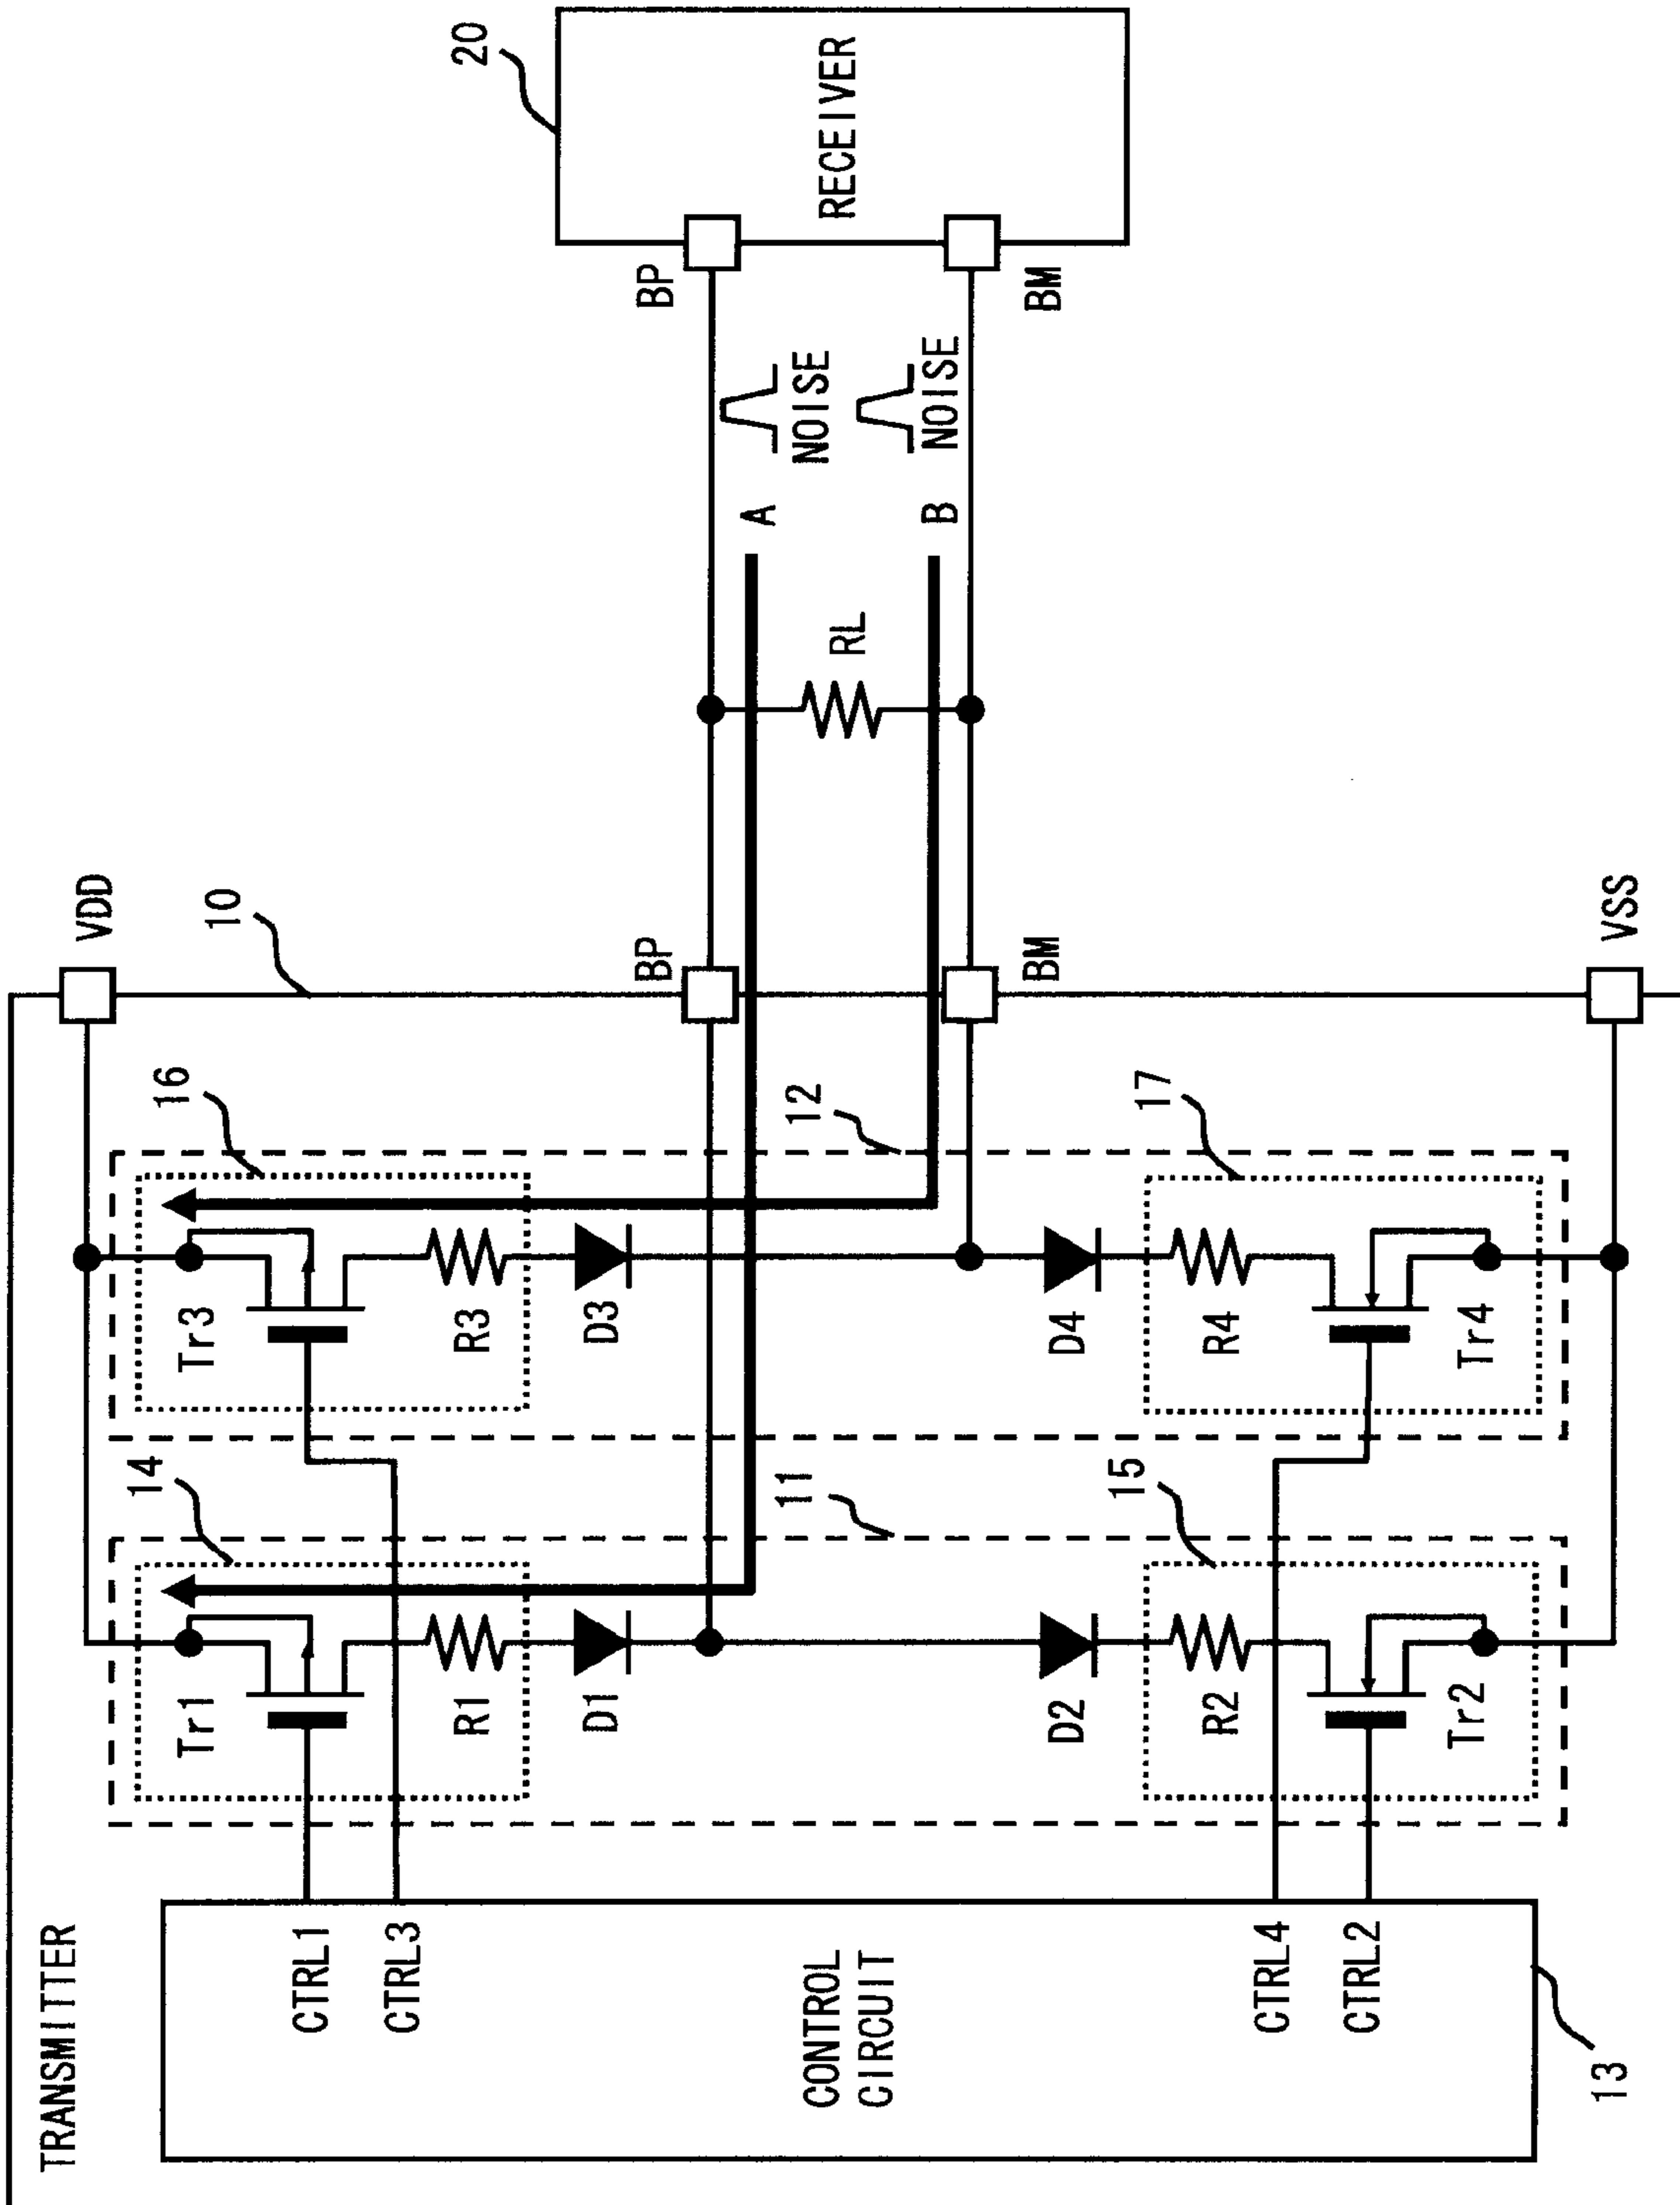 TRANSMITTER
VDD
10
16
14
Tr1
Tr3
CTRL1
CTRL3
R1
R3
D1
D3
BP
BP
20
A
NOISE
CONTROL
CIRCUIT
11
12
RL
RECEIVER
B
NOISE
BM
BM
D2
D4
15
17
R2
R4
CTRL4
CTRL2
Tr2
Tr4
13
VSS